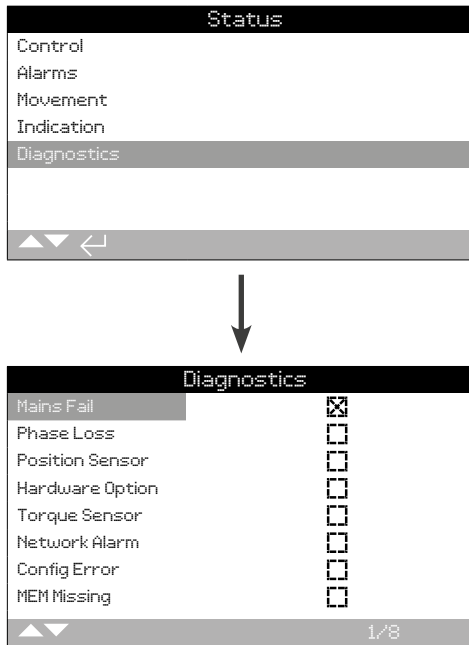 Status
Control
Alarms
Movement
Indication
Diagnostics
Diagnostics
Mains Fail
Phase Loss
Position Sensor
Hardware Option
Torque Sensor
Network Alarm
Config Error
MEM Missing
1/8